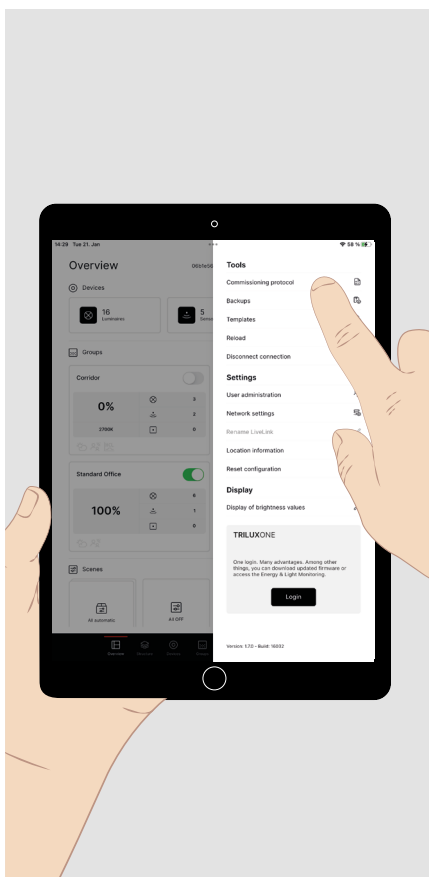 14:29 Tue 21. Jan
58 %
Overview
Devices
16
Luminaires
5
Groups
Corridor
0%
3
2
2700K
0
Standard Office
100%
6
1
0
Scenes
All automatic
All OFF
Overview
Tools
Commissioning protocol
Backups
Templates
Reload
Disconnect connection
Settings
User administration
Network settings
Rename LiveLink
Location information
Reset configuration
Display
Display of brightness values
TRILUXONE
One login. Many advantages. Among other
things, you can download updated firmware or
access the Energy & Light Monitoring.
Login
Version: 1.7.0 - Build: 16032